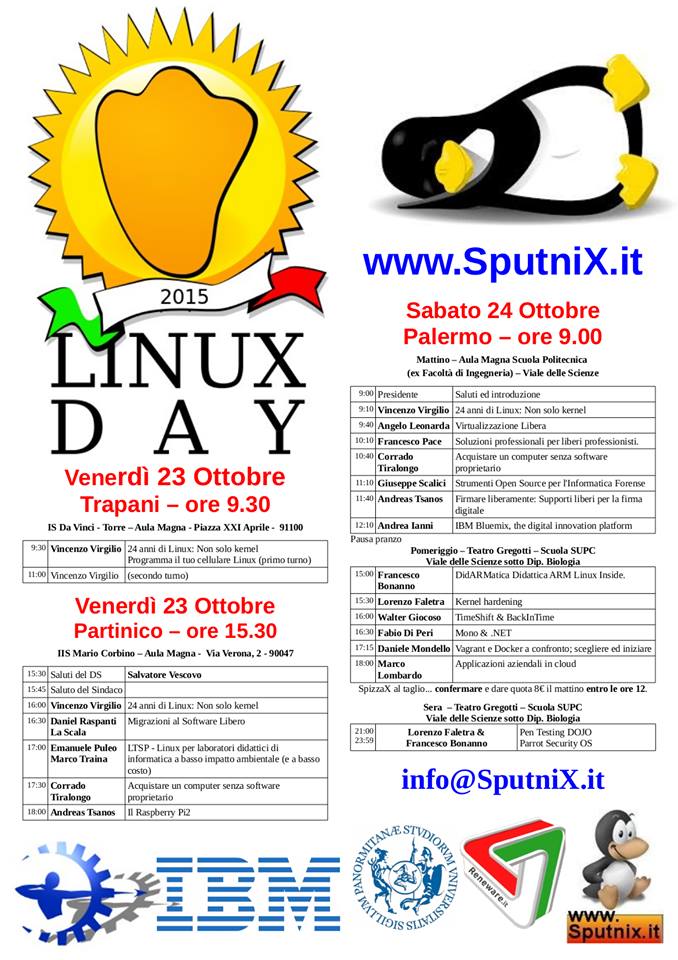 2015
LINUX
DAY
Venerdì 23 Ottobre
Trapani – ore 9.30
IS Da Vinci - Torre – Aula Magna - Piazza XXI Aprile - 91100
9:30 Vincenzo Virgilio 24 anni di Linux: Non solo kernel
Programma il tuo cellulare Linux (primo turno)
11:00 Vincenzo Virgilio (secondo turno)
Venerdì 23 Ottobre
Partinico – ore 15.30
IIS Mario Corbino – Aula Magna - Via Verona, 2 - 90047
15:30 Saluti del DS Salvatore Vescovo
15:45 Saluto del Sindaco
16:00 Vincenzo Virgilio 24 anni di Linux: Non solo kernel
16:30 Daniel Raspanti Migrazioni al Software Libero
La Scala
17:00 Emanuele Puleo LTSP - Linux per laboratori didattici di
Marco Traina informatica a basso impatto ambientale (e a basso
costo)
17:30 Corrado Acquistare un computer senza software
Tiralongo proprietario
18:00 Andreas Tsanos Il Raspberry Pi2
www.SputniX.it
Sabato 24 Ottobre
Palermo – ore 9.00
Mattino – Aula Magna Scuola Politecnica
(ex Facoltà di Ingegneria) – Viale delle Scienze
9:00 Presidente Saluti ed introduzione
9:10 Vincenzo Virgilio 24 anni di Linux: Non solo kernel
9:40 Angelo Leonarda Virtualizzazione Libera
10:10 Francesco Pace Soluzioni professionali per liberi professionisti.
10:40 Corrado Acquistare un computer senza software
Tiralongo proprietario
11:10 Giuseppe Scalici Strumenti Open Source per l'Informatica Forense
11:40 Andreas Tsanos Firmare liberamente: Supporti liberi per la firma
digitale
12:10 Andrea Ianni IBM Bluemix, the digital innovation platform
Pausa pranzo
Pomeriggio – Teatro Gregotti – Scuola SUPC
Viale delle Scienze sotto Dip. Biologia
15:00 Francesco DidARMatica Didattica ARM Linux Inside.
Bonanno
15:30 Lorenzo Faletra Kernel hardening
16:00 Walter Giocoso TimeShift & BackInTime
16:30 Fabio Di Peri Mono & .NET
17:15 Daniele Mondello Vagrant e Docker a confronto; scegliere ed iniziare
18:00 Marco Applicazioni aziendali in cloud
Lombardo
SpizzaX al taglio... confermare e dare quota 8€ il mattino entro le ore 12.
Sera – Teatro Gregotti – Scuola SUPC
Viale delle Scienze sotto Dip. Biologia
21:00 Lorenzo Faletra & Pen Testing DOJO
23:59 Francesco Bonanno Parrot Security OS
info@SputniX.it
IBM
SIGILLVM PANORMITANÆ STVDIORVM VNIVERSITATIS
Reneware.it
www.
Sputnix.it